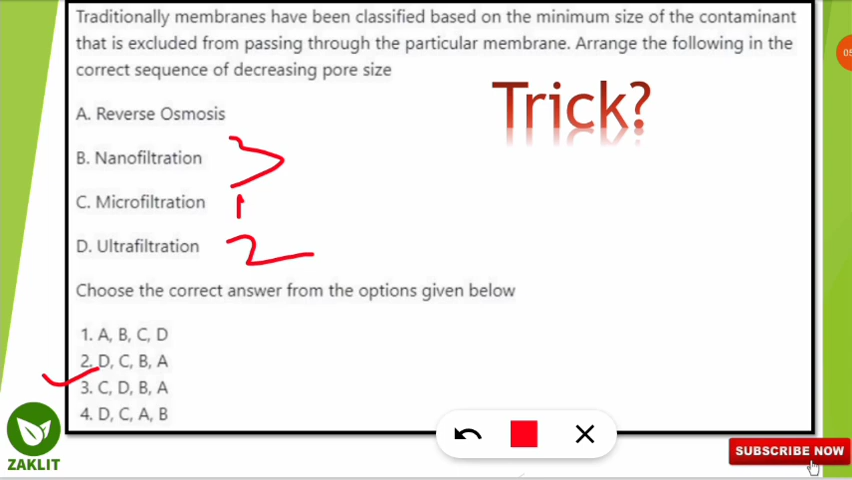 Traditionally membranes have been classified based on the minimum size of the contaminant
that is excluded from passing through the particular membrane. Arrange the following in the
correct sequence of decreasing pore size
Trick?
A. Reverse Osmosis
B. Nanofiltration
C. Microfiltration 1
D. Ultrafiltration 2
Choose the correct answer from the options given below
1. A, B, C, D
2. D, C, B, A
3. C, D, B, A
4. D, C, A, B
ZAKLIT
SUBSCRIBE NOW